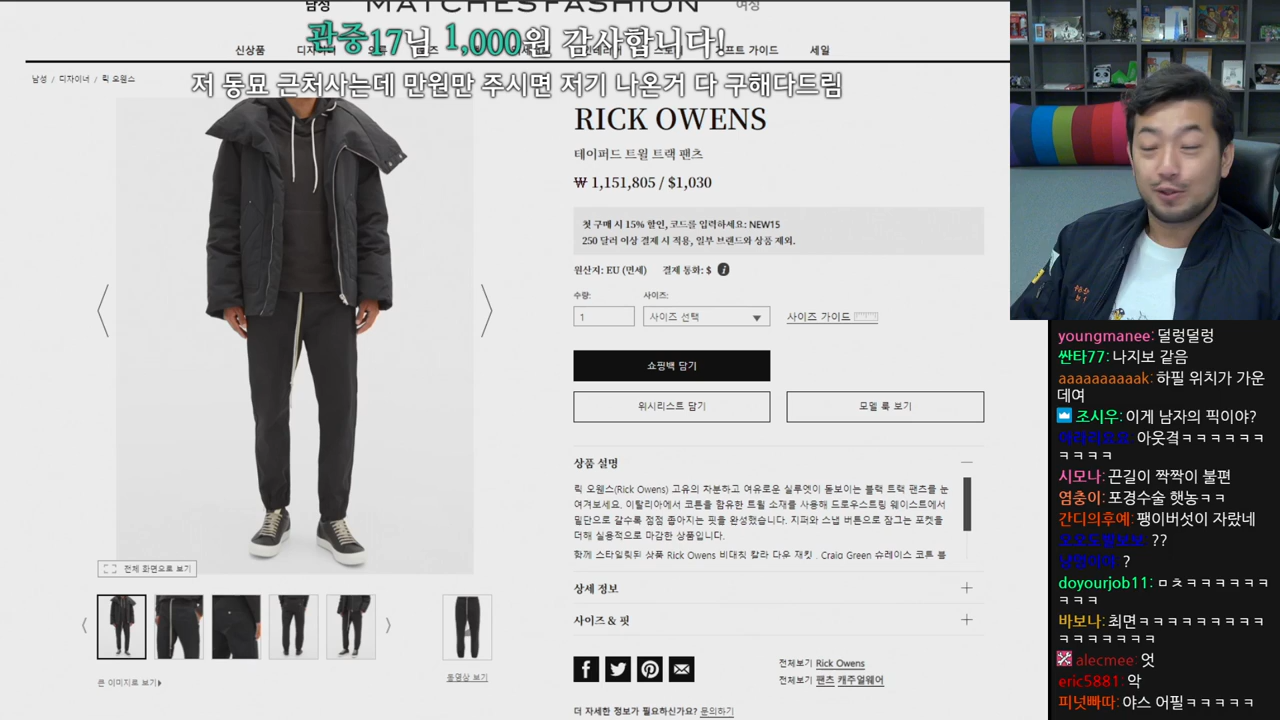 남성
MATCHESFASHION
여성
관중17님 1,000원 감사합니다!
신상품
기프트 가이드
세일
저 동묘 근처사는데 만원만 주시면 저기 나온거 다 구해다드림
남성 / 디자이너 / 릭 오웬스
RICK OWENS
테이퍼드 트윌 트랙 팬츠
₩ 1,151,805 / $1,030
첫 구매 시 15% 할인, 코드를 입력하세요: NEW15
250 달러 이상 결제 시 적용, 일부 브랜드와 상품 제외.
원산지: EU (면세) 결제 통화: $ i
수량: 사이즈:
1 사이즈 선택 사이즈 가이드
쇼핑백 담기
위시리스트 담기 모델 룩 보기
상품 설명
릭 오웬스(Rick Owens) 고유의 차분하고 여유로운 실루엣이 돋보이는 블랙 트랙 팬츠를 눈
여겨보세요. 이탈리아에서 코튼을 함유한 트윌 소재를 사용해 드로우스트링 웨이스트에서
밑단으로 갈수록 점점 좁아지는 핏을 완성했습니다. 지퍼와 스냅 버튼으로 잠그는 포켓을
더해 실용적으로 마감한 상품입니다.
함께 스타일링된 상품 Rick Owens 비대칭 칼라 다운 재킷 , Craig Green 슈레이스 코튼 블
전체 화면으로 보기
상세 정보
사이즈 & 핏
큰 이미지로 보기
동영상 보기
전체보기 Rick Owens
전체보기 팬츠 캐주얼웨어
더 자세한 정보가 필요하신가요? 문의하기
youngmanee: 덜렁덜렁
싼타77: 나지보 같음
aaaaaaaaaak: 하필 위치가 가운
데여
조시우: 이게 남자의 픽이야?
아웃겨ㅋㅋㅋㅋㅋㅋ
ㅋㅋㅋㅋ
시모나: 끈길이 짝짝이 불편
염충이: 포경수술 했농ㅋㅋ
간디의후예: 팽이버섯이 자랐네
??
?
doyourjob11: ㅁㅊㅋㅋㅋㅋㅋㅋㅋ
ㅋㅋㅋ
바보나: 최면ㅋㅋㅋㅋㅋㅋㅋㅋㅋ
ㅋㅋㅋㅋㅋㅋㅋ
alecmee: 엇
eric5881: 악
피넛빠따: 야스 어필ㅋㅋㅋㅋㅋ